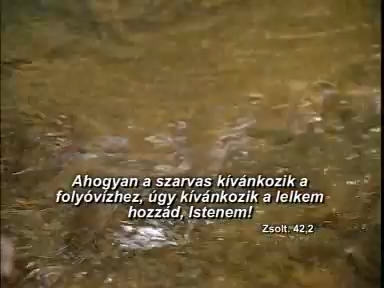 Ahogyan a szarvas kívánkozik a
folyóvízhez, úgy kívánkozik a lelkem
hozzád, Istenem!
Zsolt. 42,2